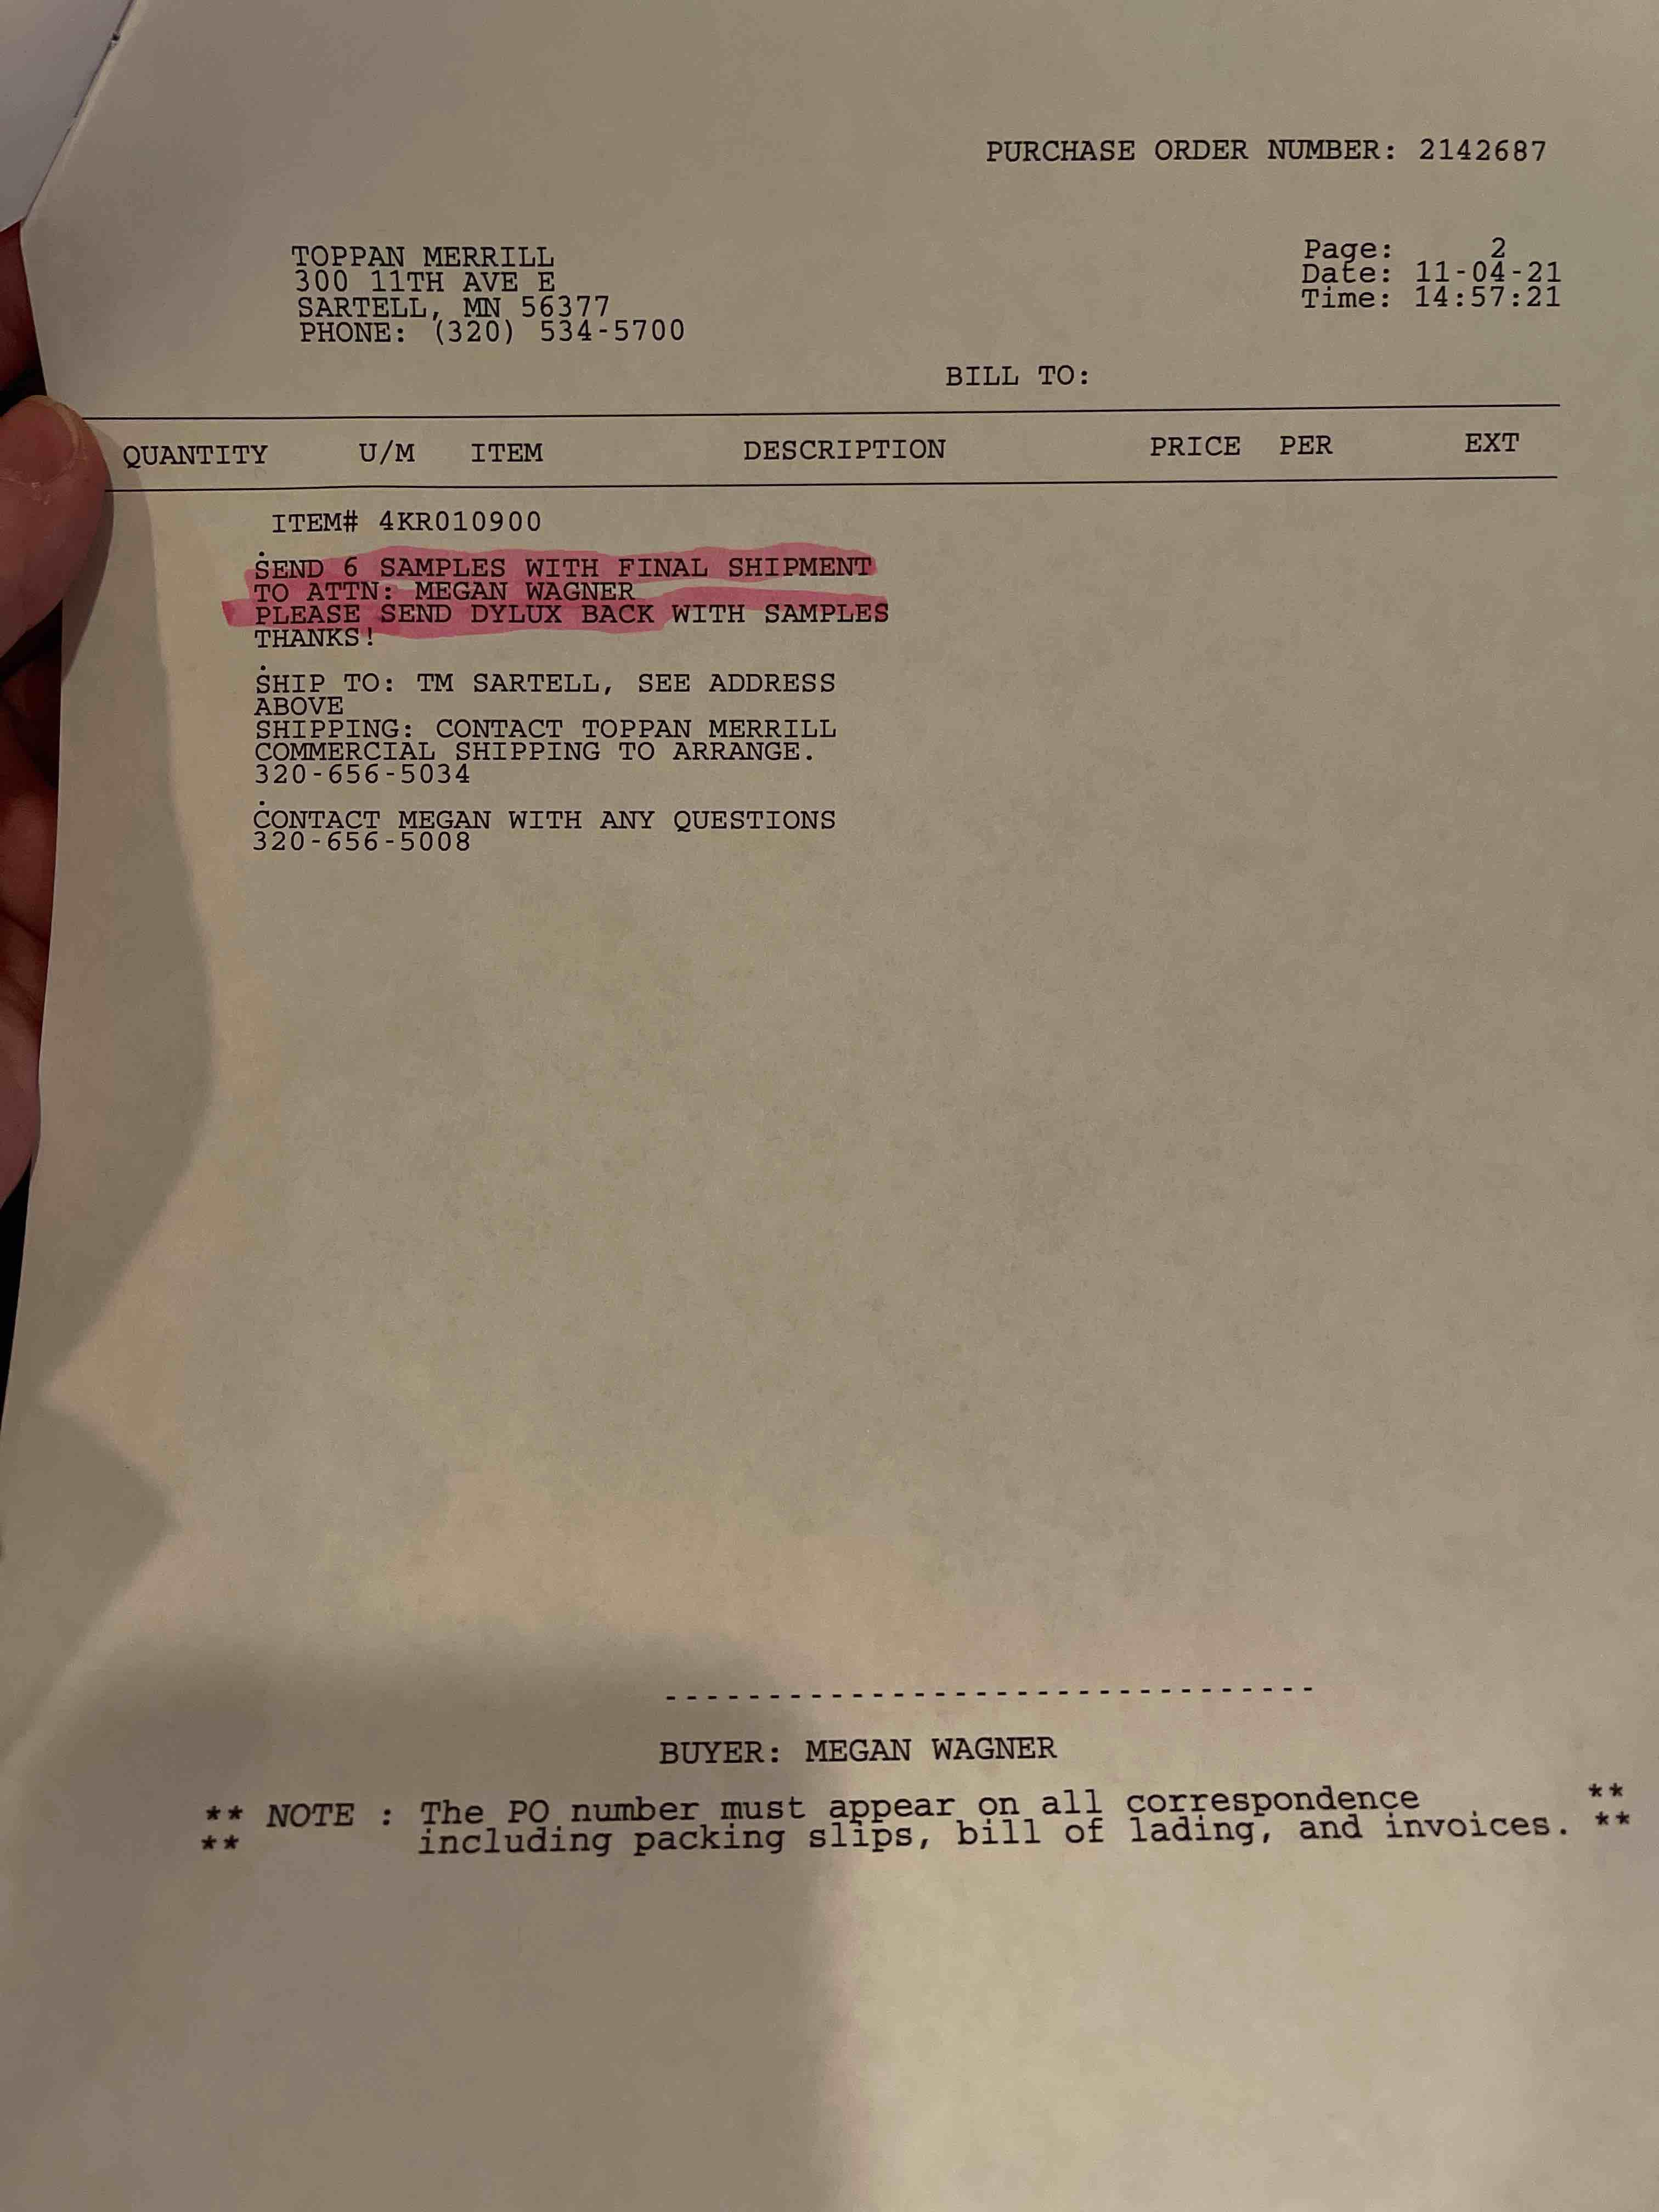 PURCHASE ORDER NUMBER: 2142687
TOPPAN MERRILL
300 11TH AVE E
SARTELL, MN 56377
PHONE: (320) 534-5700
Page: 2
Date: 11-04-21
Time: 14:57:21
BILL TO:
QUANTITY U/M ITEM DESCRIPTION PRICE PER EXT
ITEM# 4KR010900
.
SEND 6 SAMPLES WITH FINAL SHIPMENT
TO ATTN: MEGAN WAGNER
PLEASE SEND DYLUX BACK WITH SAMPLES
THANKS!
.
SHIP TO: TM SARTELL, SEE ADDRESS
ABOVE
SHIPPING: CONTACT TOPPAN MERRILL
COMMERCIAL SHIPPING TO ARRANGE.
320-656-5034
.
CONTACT MEGAN WITH ANY QUESTIONS
320-656-5008
--------------------------------
BUYER: MEGAN WAGNER
** NOTE : The PO number must appear on all correspondence **
** including packing slips, bill of lading, and invoices. **